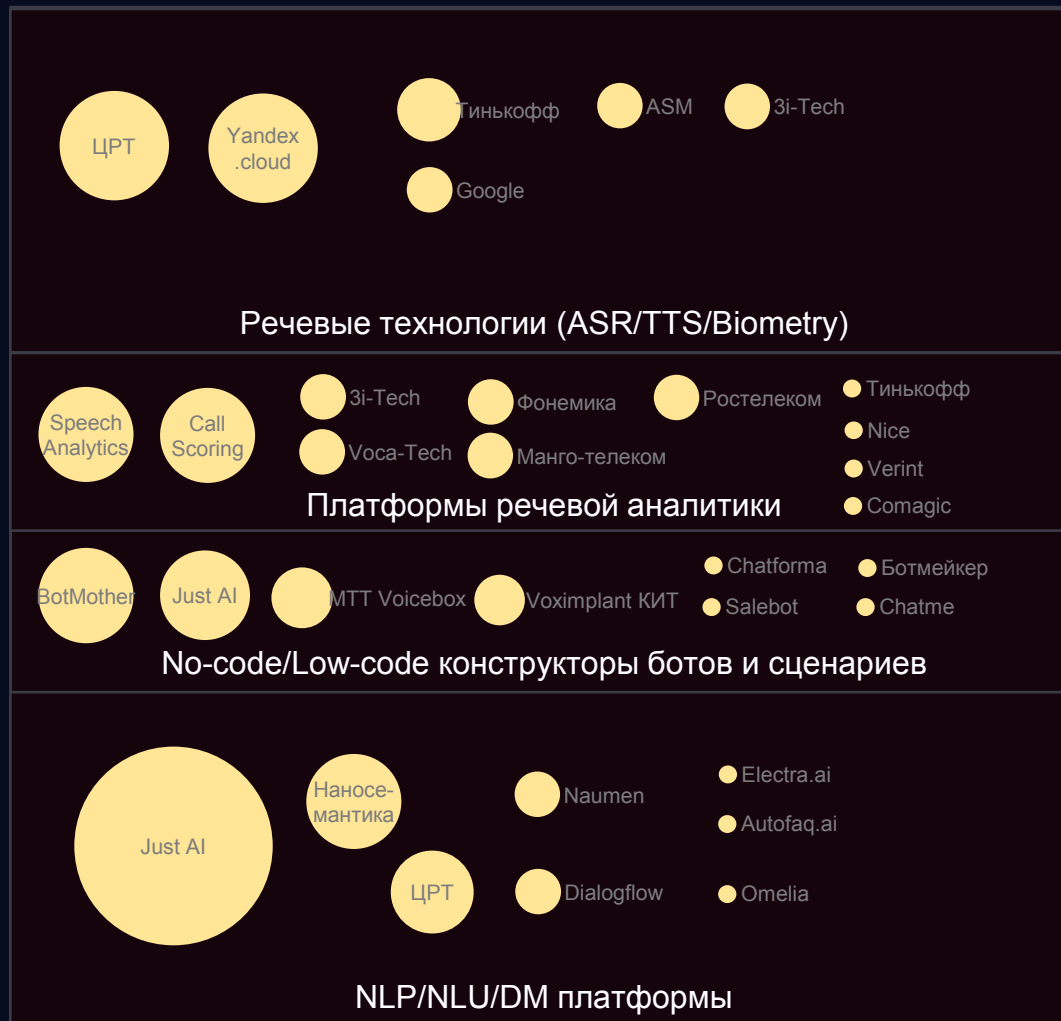 ЦРТ
Yandex
.cloud
Тинькофф
ASM
3i-Tech
Google
Речевые технологии (ASR/TTS/Biometry)
Speech
Analytics
Call
Scoring
3i-Tech
Фонемика
Ростелеком
Тинькофф
Nice
Voca-Tech
Манго-телеком
Verint
Comagic
Платформы речевой аналитики
BotMother
Just AI
МТТ Voicebox
Voximplant КИТ
Chatforma
Ботмейкер
Salebot
Chatme
No-code/Low-code конструкторы ботов и сценариев
Just AI
Наносе-
мантика
ЦРТ
Naumen
Dialogflow
Electra.ai
Autofaq.ai
Omelia
NLP/NLU/DM платформы